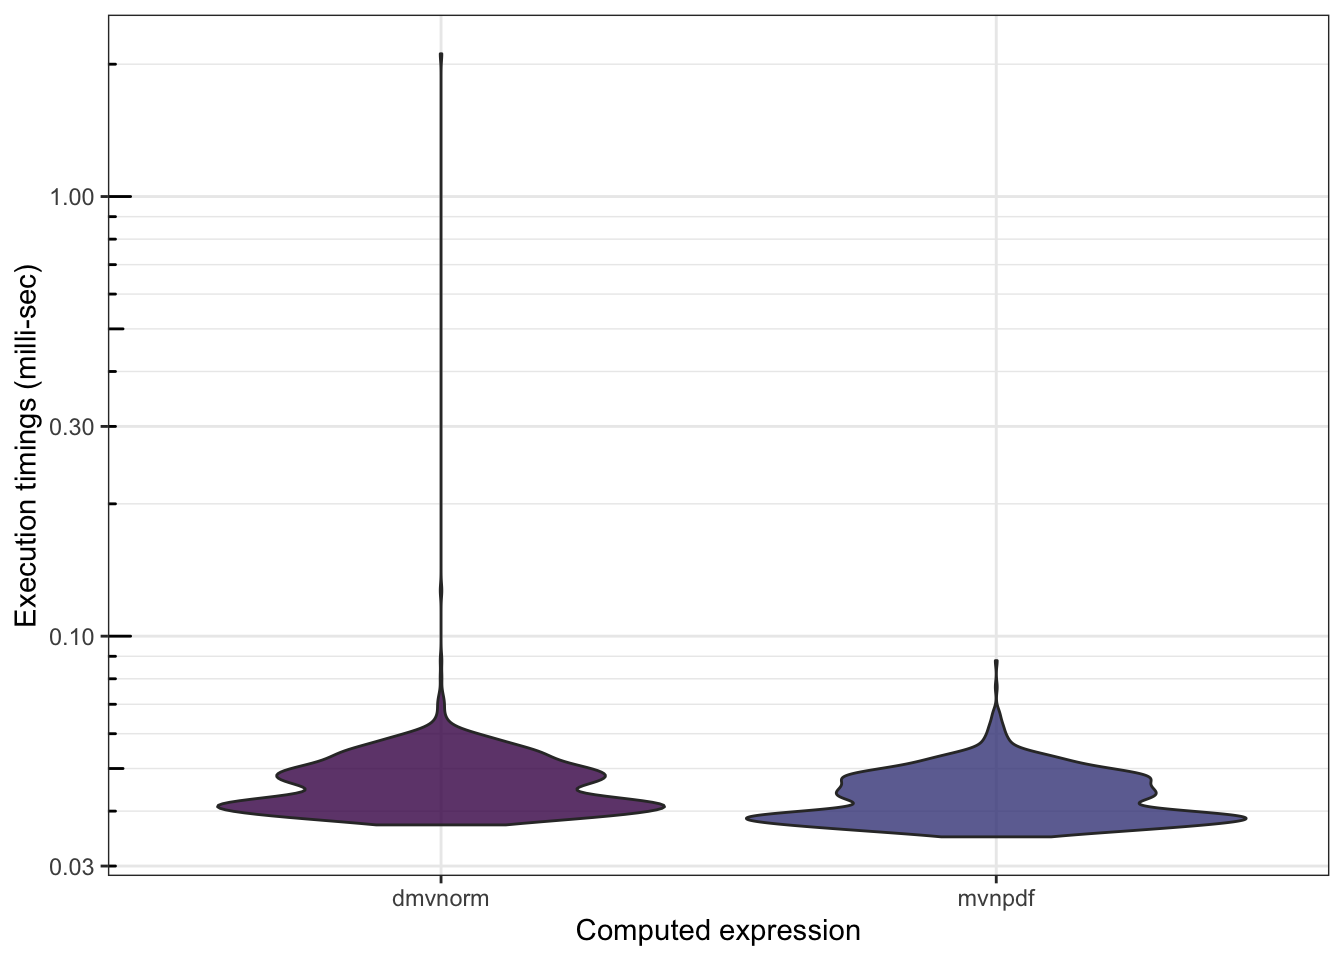 Execution timings (milli-sec)
1.00
0.30
0.10
0.03
dmvnorm
mvnpdf
Computed expression